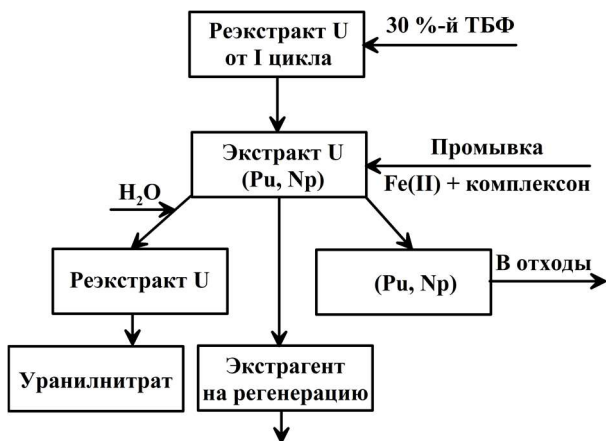 Реэкстракт U
от I цикла
30 %-й ТБФ
Экстракт U
(Pu, Np)
Промывка
Fe(II) + комплексон
H₂O
Реэкстракт U
(Pu, Np)
В отходы
Уранилнитрат
Экстрагент
на регенерацию